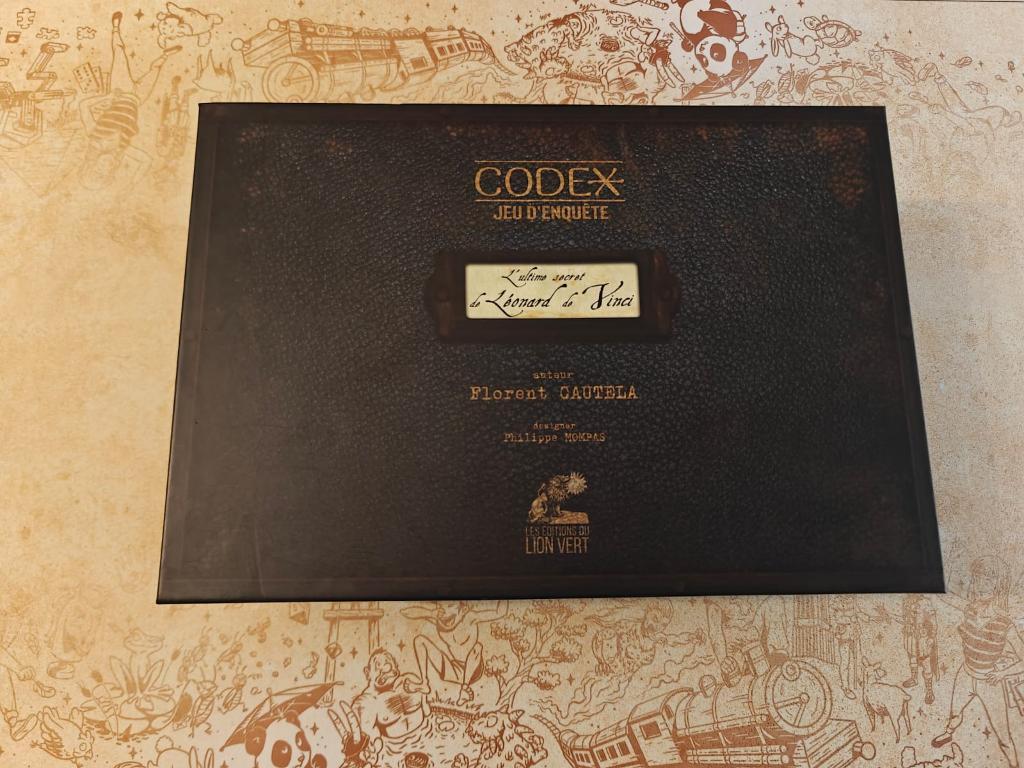 CODEX
JEU D'ENQUÊTE
L'ultime secret
de Léonard de Vinci
auteur
Florent CAUTELA
designer
Philippe MOMPAS
LES ÉDITIONS DU
LION VERT